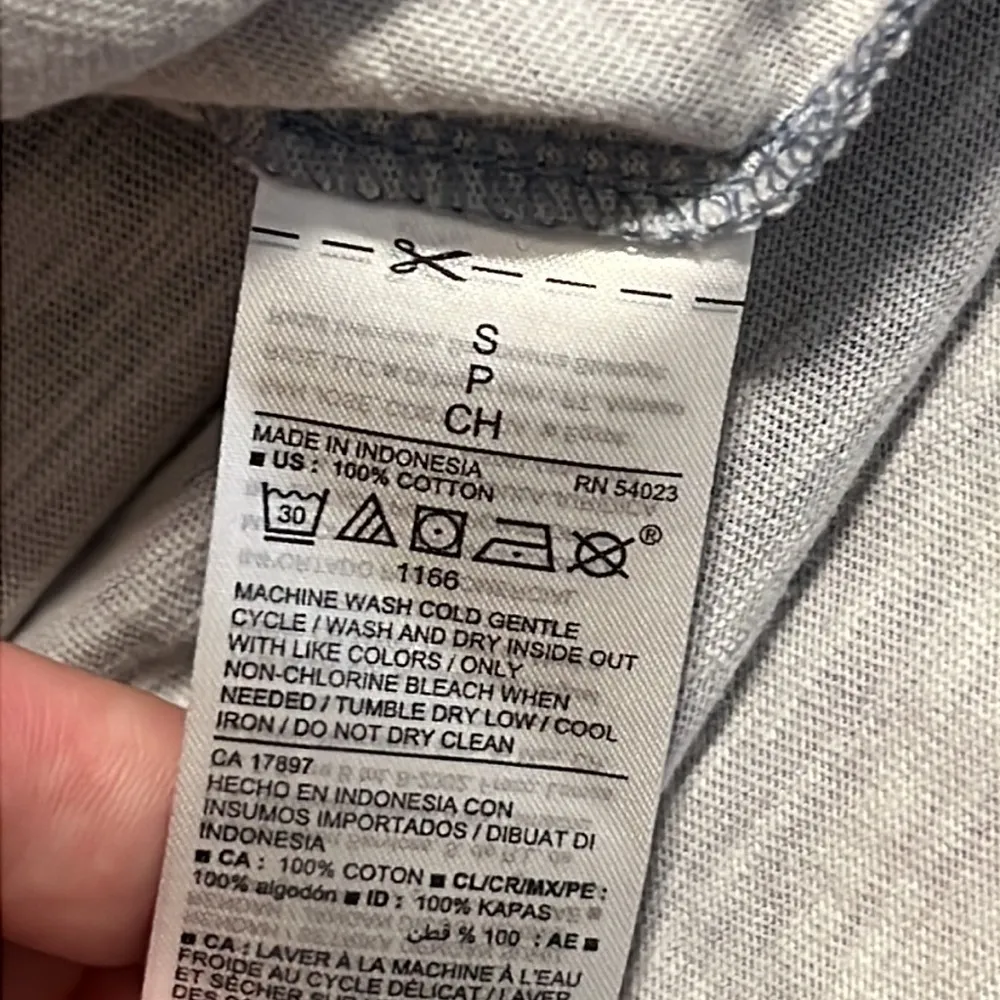 S
P
CH
MADE IN INDONESIA
RN 54023
■ US : 100% COTTON
30
®
1166
MACHINE WASH COLD GENTLE
CYCLE / WASH AND DRY INSIDE OUT
WITH LIKE COLORS / ONLY
NON-CHLORINE BLEACH WHEN
NEEDED / TUMBLE DRY LOW / COOL
IRON / DO NOT DRY CLEAN
CA 17897
HECHO EN INDONESIA CON
INSUMOS IMPORTADOS / DIBUAT DI
INDONESIA
■ CA : 100% COTON ■ CL/CR/MX/PE :
100% algodón ■ ID : 100% KAPAS
■ AE : 100 % قطن
■ CA : LAVER À LA MACHINE À L'EAU
FROIDE AU CYCLE DÉLICAT / LAVER
ET SÉCHER